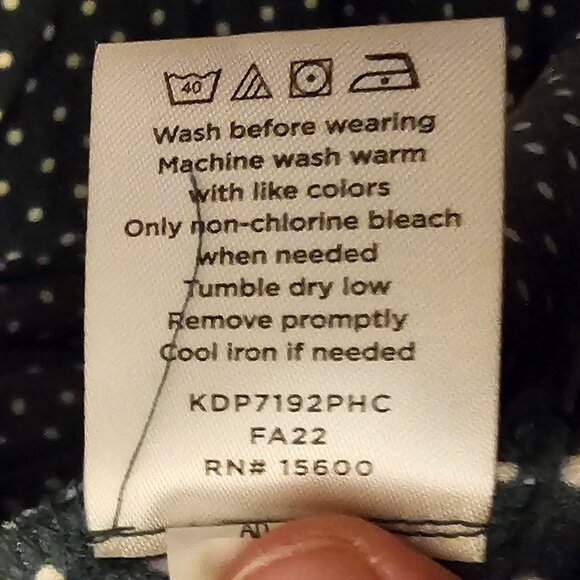 40
Wash before wearing
Machine wash warm
with like colors
Only non-chlorine bleach
when needed
Tumble dry low
Remove promptly
Cool iron if needed
KDP7192PHC
FA22
RN# 15600